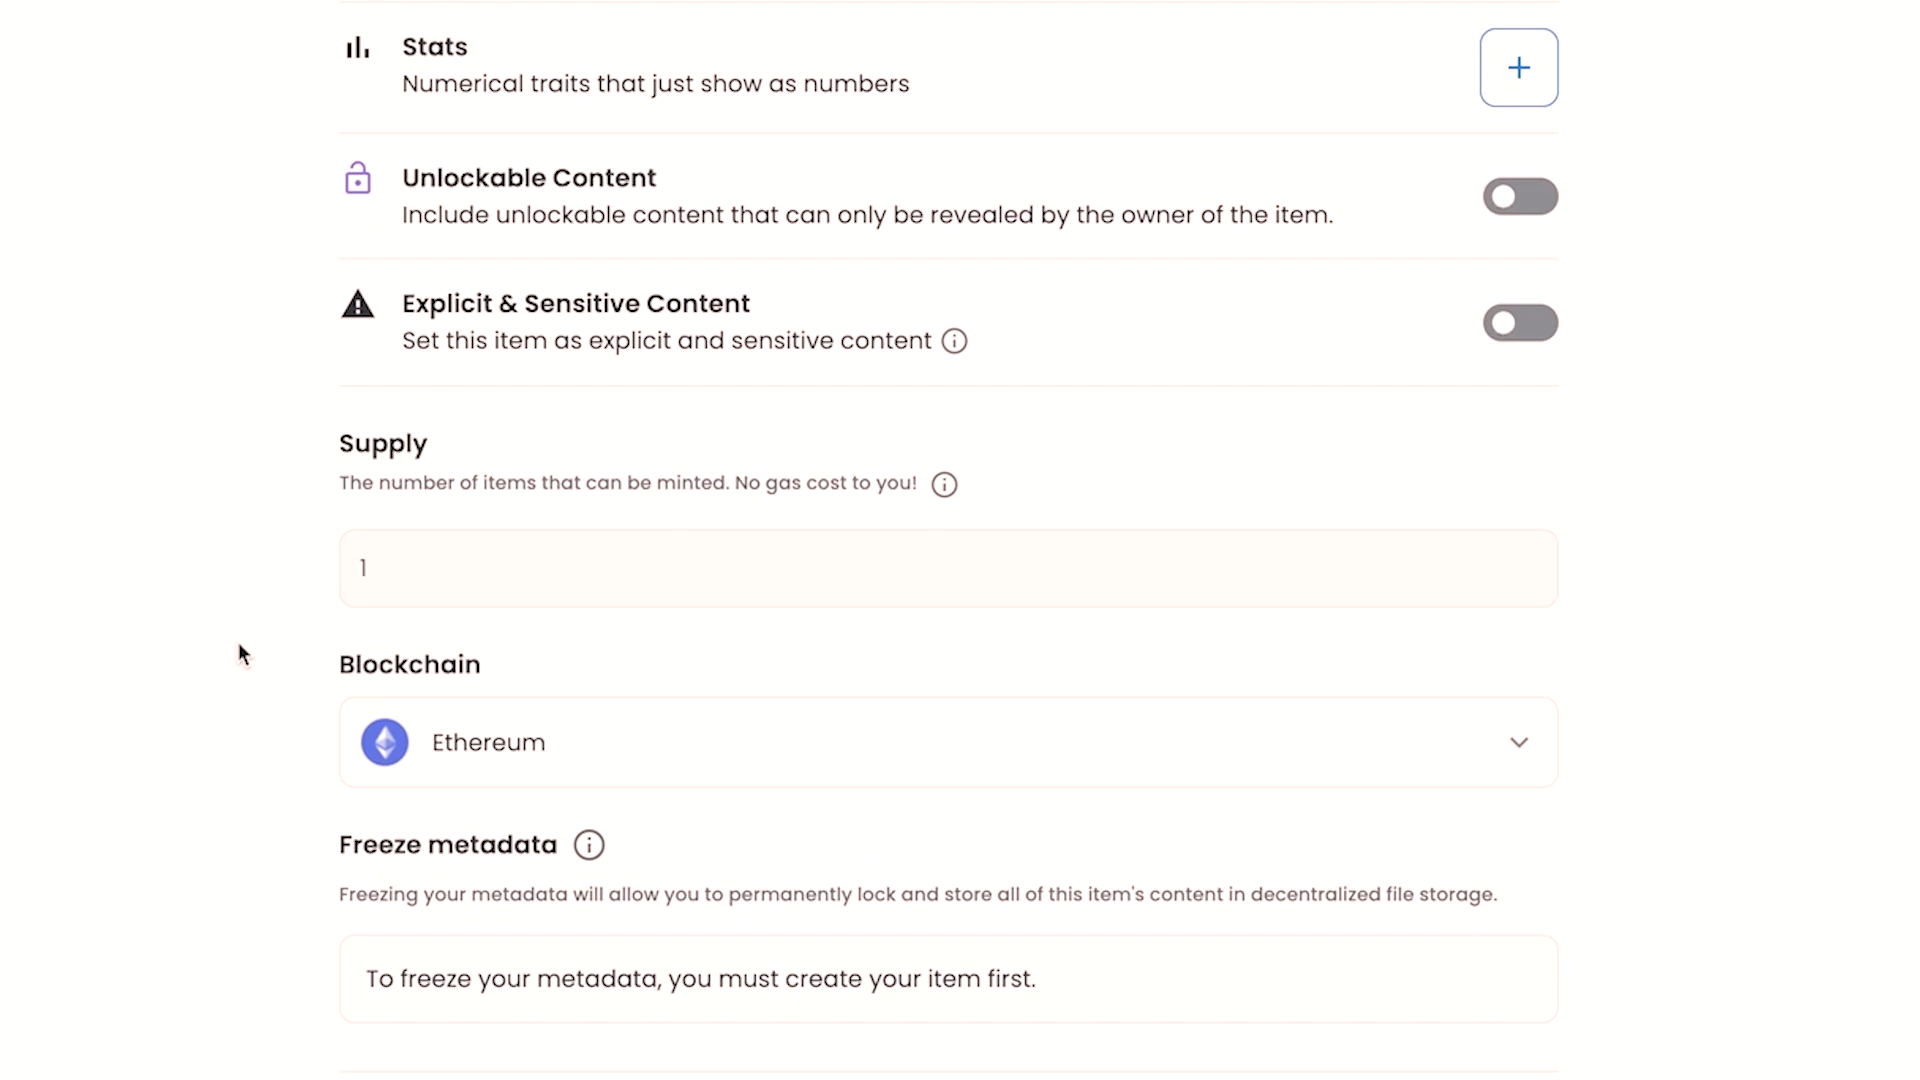 Stats
Numerical traits that just show as numbers
Unlockable Content
Include unlockable content that can only be revealed by the owner of the item.
Explicit & Sensitive Content
Set this item as explicit and sensitive content
Supply
The number of items that can be minted. No gas cost to you!
1
Blockchain
Ethereum
Freeze metadata
Freezing your metadata will allow you to permanently lock and store all of this item's content in decentralized file storage.
To freeze your metadata, you must create your item first.